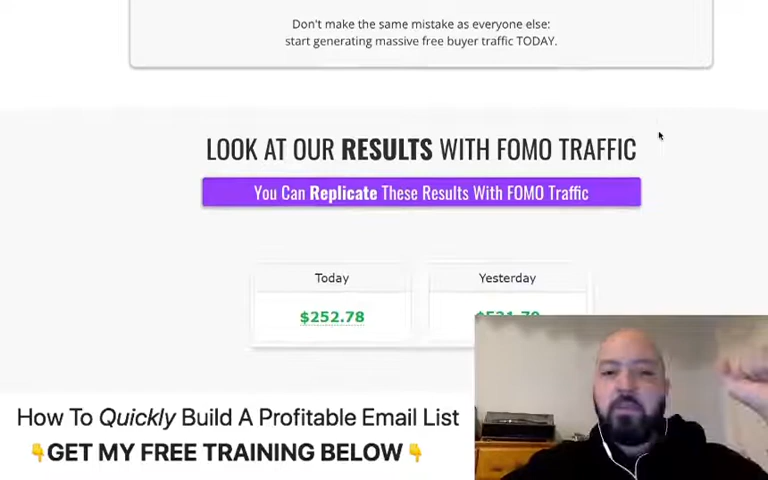 Don't make the same mistake as everyone else:
start generating massive free buyer traffic TODAY.
LOOK AT OUR RESULTS WITH FOMO TRAFFIC
You Can Replicate These Results With FOMO Traffic
Today
Yesterday
$252.78
How To Quickly Build A Profitable Email List
👇GET MY FREE TRAINING BELOW👇